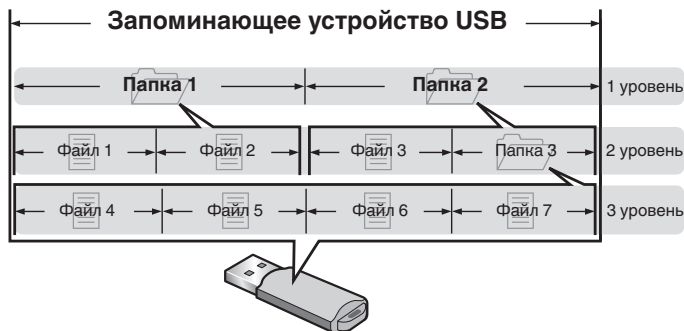 Запоминающее устройство USB
Папка 1 Папка 2 1 уровень
Файл 1 Файл 2 Файл 3 Папка 3 2 уровень
Файл 4 Файл 5 Файл 6 Файл 7 3 уровень